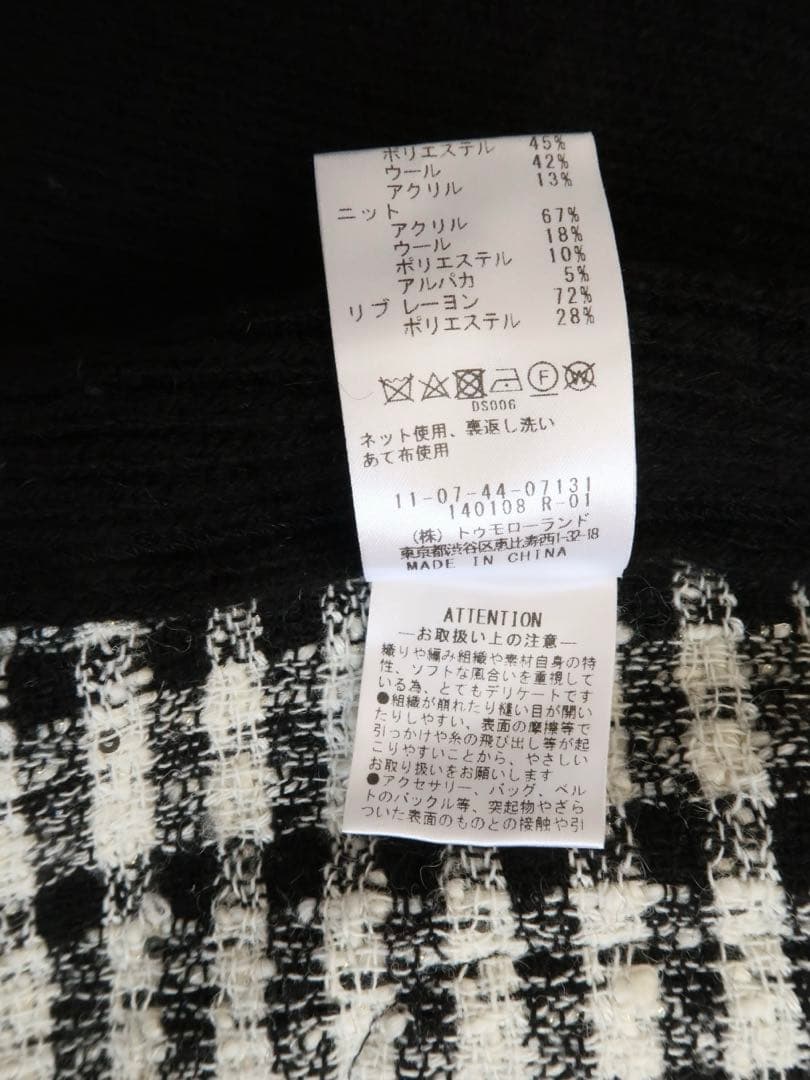 ポリエステル 45%
ウール 42%
アクリル 13%
ニット
アクリル 67%
ウール 18%
ポリエステル 10%
アルパカ 5%
リブ レーヨン 72%
ポリエステル 28%
F W
DS006
ネット使用、裏返し洗い
あて布使用
11-07-44-07131
140108 R-01
(株) トゥモローランド
東京都渋谷区恵比寿西1-32-18
MADE IN CHINA
ATTENTION
―お取扱い上の注意―
織りや編み組織や素材自身の特
性、ソフトな風合いを重視して
いる為、とてもデリケートです
●組織が崩れたり縫い目が開い
たりしやすい、表面の摩擦等で
引っかけや糸の飛び出し等が起
こりやすいことから、やさしい
お取り扱いをお願いします
●アクセサリー、バッグ、ベル
トのバックル等、突起物やざら
ついた表面のものとの接触や引